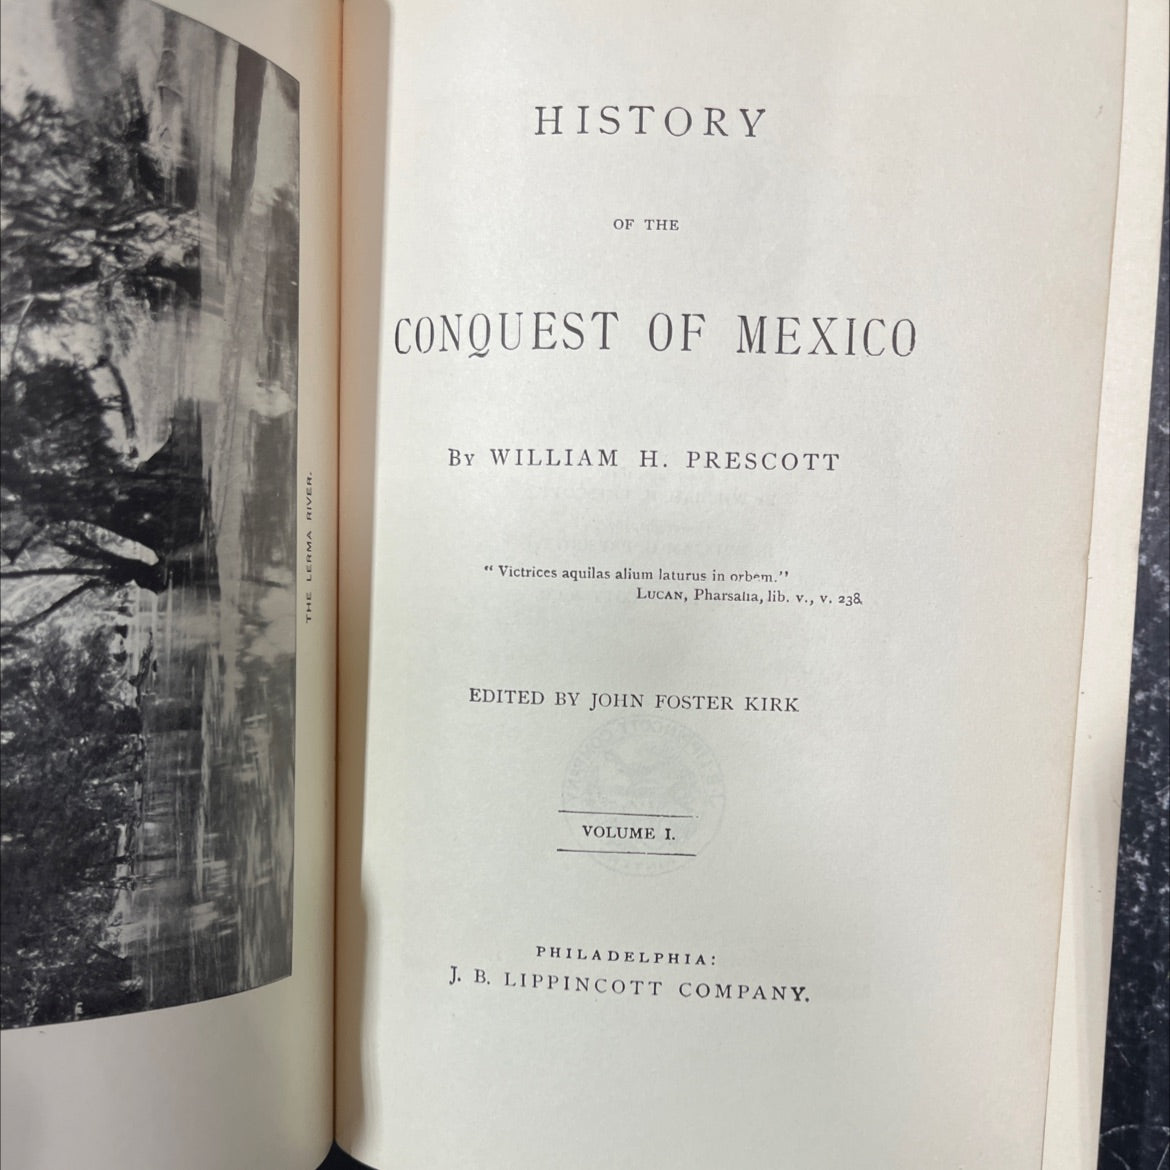 THE LERMA RIVER.
HISTORY
OF THE
CONQUEST OF MEXICO
By WILLIAM H. PRESCOTT
“Victrices aquilas alium laturus in orbem.”
LUCAN, Pharsalia, lib. v., v. 238.
EDITED BY JOHN FOSTER KIRK
VOLUME I.
PHILADELPHIA:
J. B. LIPPINCOTT COMPANY.